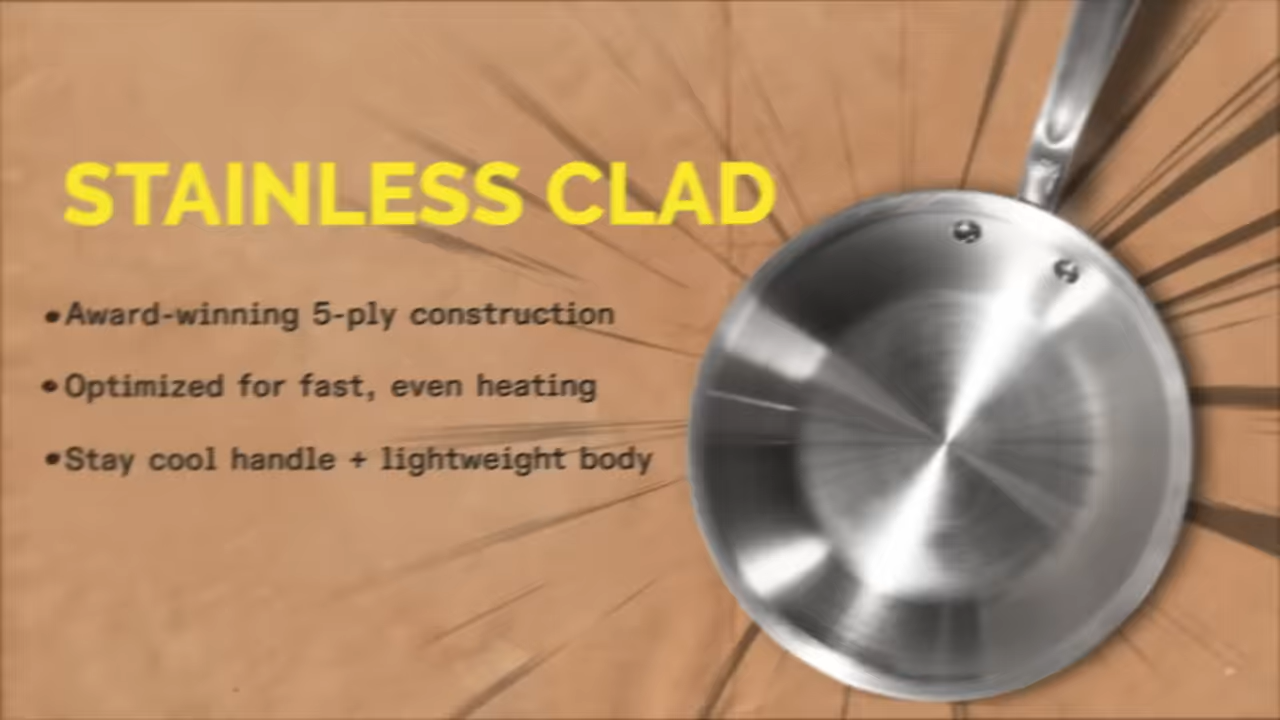 STAINLESS CLAD
•Award-winning 5-ply construction
•Optimized for fast, even heating
•Stay cool handle + lightweight body